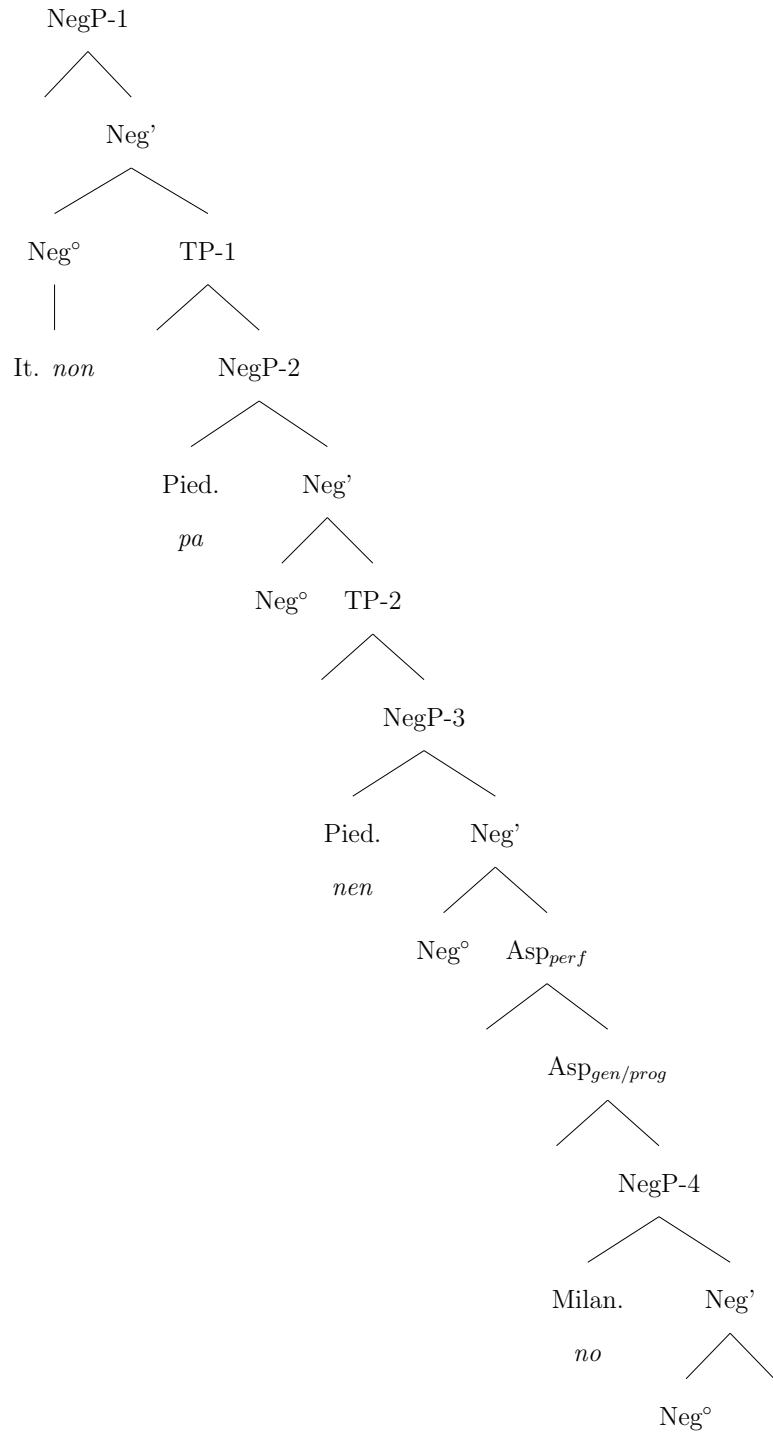 NegP-1
Neg’
Neg° TP-1
It. non NegP-2
Pied. Neg’
pa
Neg° TP-2
NegP-3
Pied. Neg’
nen
Neg° Asp_perf
Asp_gen/prog
NegP-4
Milan. Neg’
no
Neg°